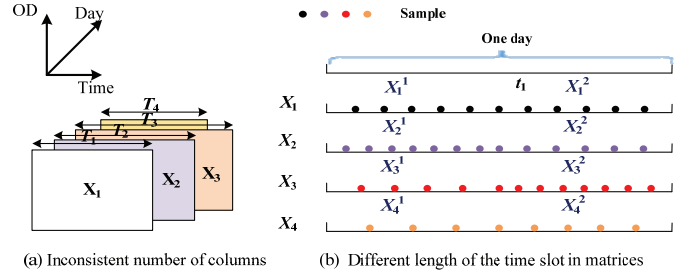 OD
Day
Time
T4
T3
T2
T1
X1
X2
X3
(a) Inconsistent number of columns
Sample
One day
t1
X1^1 X1^2
X1
X2^1 X2^2
X2
X3^1 X3^2
X3
X4^1 X4^2
X4
(b) Different length of the time slot in matrices